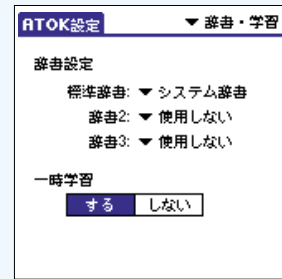 ATOK設定 ▼ 辞書・学習
辞書設定
標準辞書: ▼ システム辞書
辞書2: ▼ 使用しない
辞書3: ▼ 使用しない
一時学習
する しない